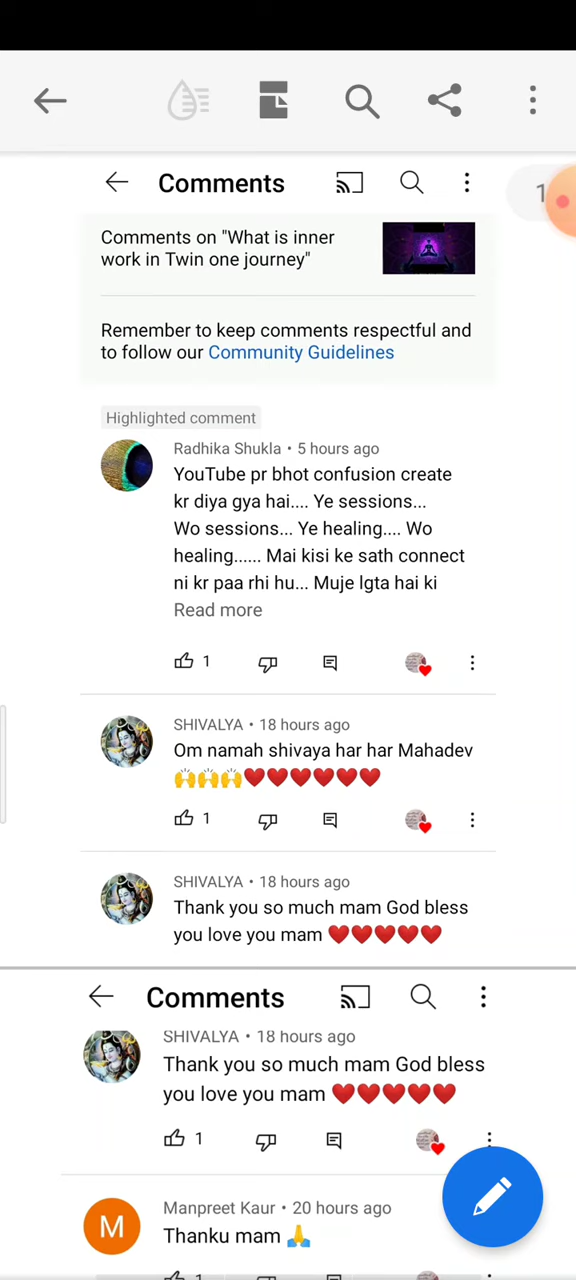 Comments
1
Comments on "What is inner
work in Twin one journey"
Remember to keep comments respectful and
to follow our Community Guidelines
Highlighted comment
Radhika Shukla • 5 hours ago
YouTube pr bhot confusion create
kr diya gya hai.... Ye sessions...
Wo sessions... Ye healing.... Wo
healing...... Mai kisi ke sath connect
ni kr paa rhi hu... Muje lgta hai ki
Read more
1
SHIVALYA • 18 hours ago
Om namah shivaya har har Mahadev
🙌🙌🙌❤️❤️❤️❤️❤️❤️
1
SHIVALYA • 18 hours ago
Thank you so much mam God bless
you love you mam ❤️❤️❤️❤️❤️
Comments
SHIVALYA • 18 hours ago
Thank you so much mam God bless
you love you mam ❤️❤️❤️❤️❤️
1
M
Manpreet Kaur • 20 hours ago
Thanku mam 🙏
1